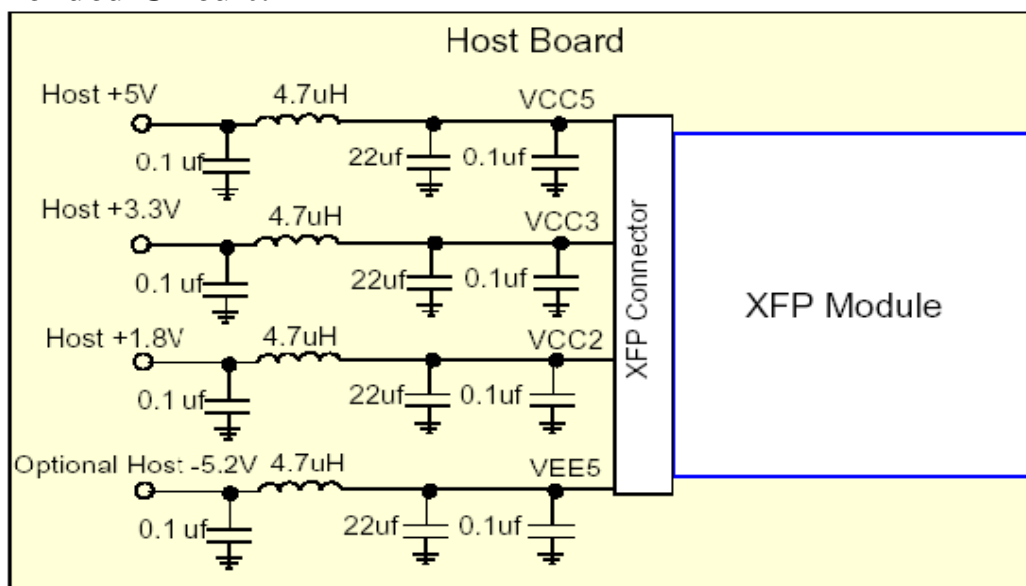 Host Board
Host +5V
4.7uH
VCC5
0.1 uf
22uf
0.1uf
Host +3.3V
4.7uH
VCC3
0.1 uf
22uf
0.1uf
Host +1.8V
4.7uH
VCC2
0.1 uf
22uf
0.1uf
Optional Host -5.2V
4.7uH
VEE5
0.1 uf
22uf
0.1uf
XFP Connector
XFP Module